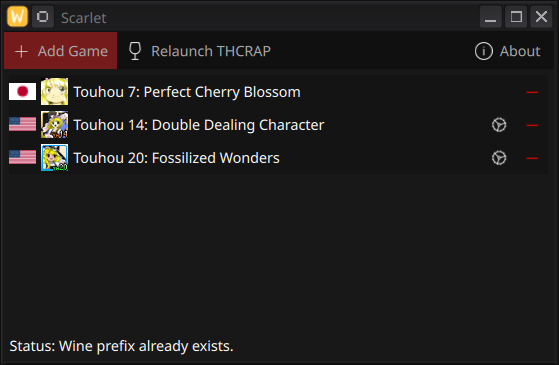 W Scarlet
Add Game Relaunch THCRAP About
Touhou 7: Perfect Cherry Blossom
Touhou 14: Double Dealing Character
Touhou 20: Fossilized Wonders
Status: Wine prefix already exists.